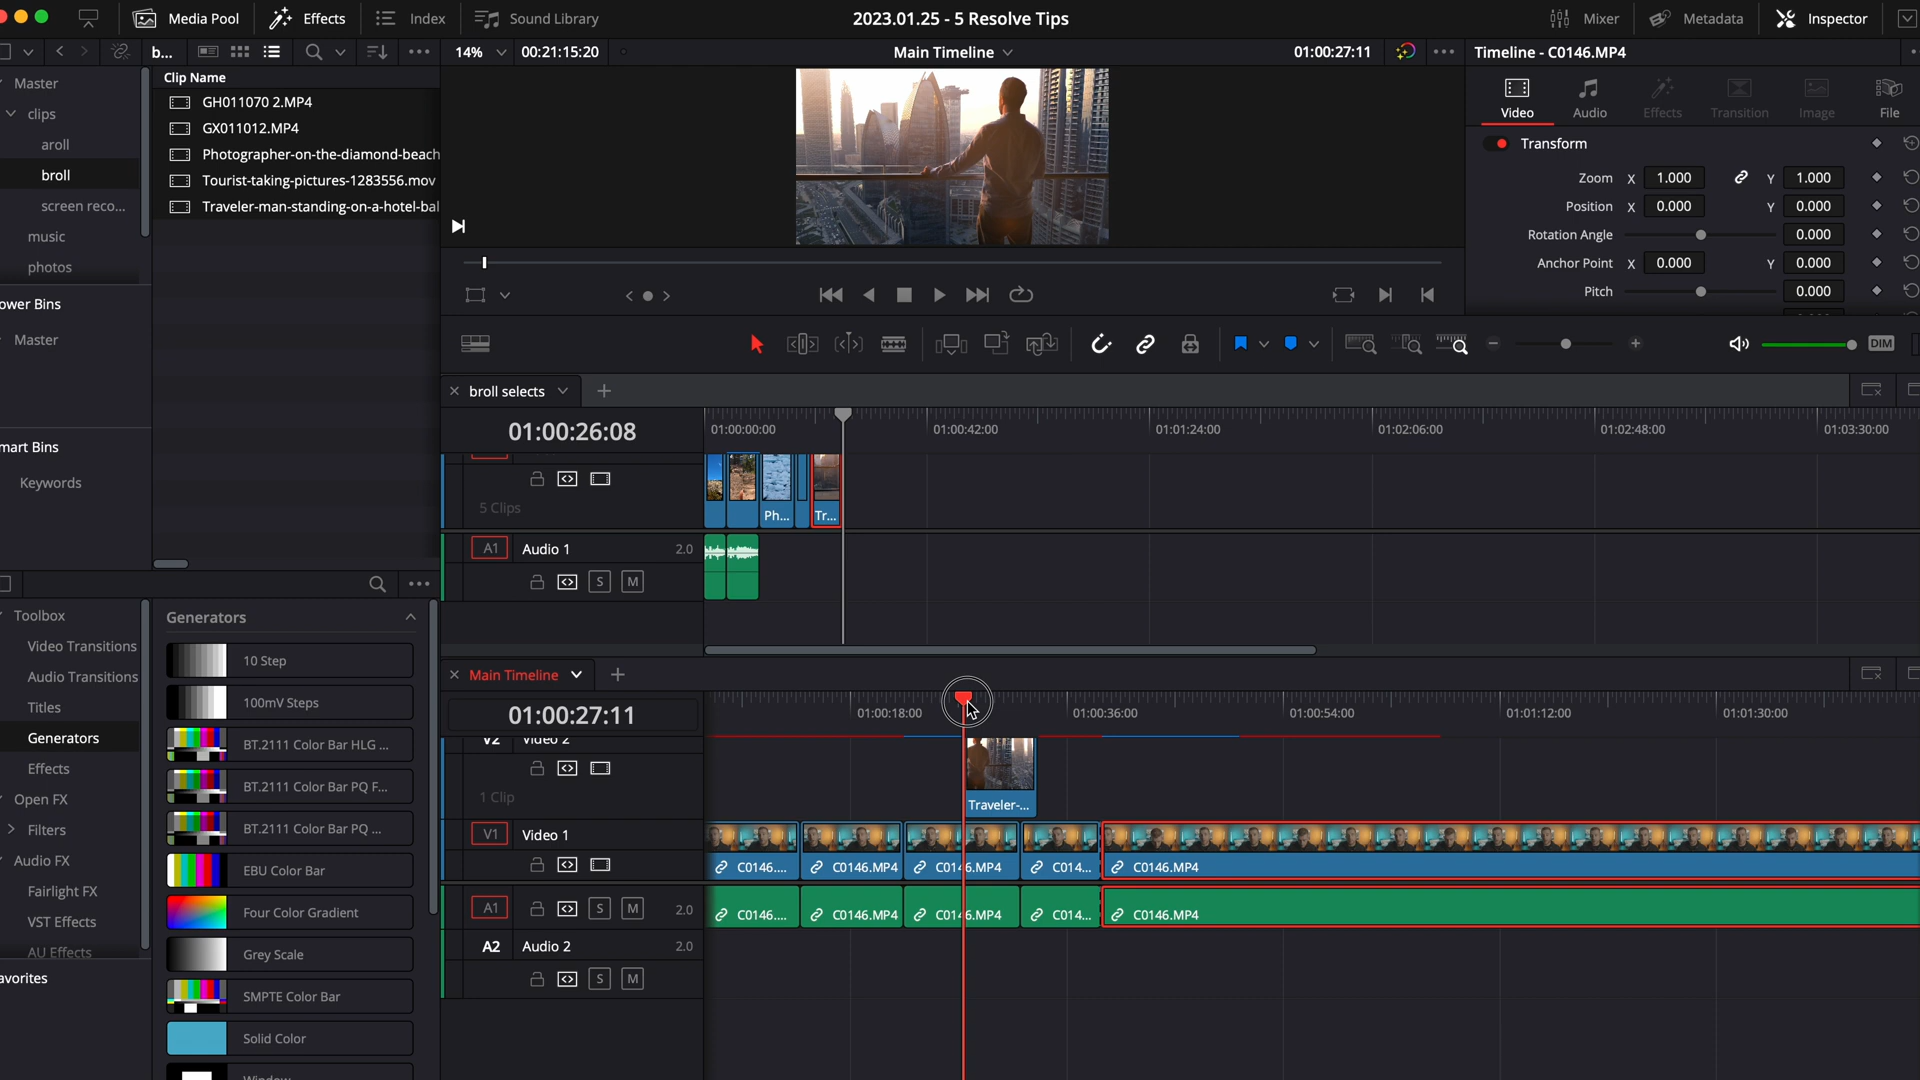 Media Pool
Effects
Index
Sound Library
2023.01.25 - 5 Resolve Tips
Mixer
Metadata
Inspector
b...
14%
00:21:15:20
Main Timeline
01:00:27:11
Timeline - C0146.MP4
Master
clips
aroll
broll
screen reco...
music
photos
ower Bins
Master
mart Bins
Keywords
Clip Name
GH011070 2.MP4
GX011012.MP4
Photographer-on-the-diamond-beach
Tourist-taking-pictures-1283556.mov
Traveler-man-standing-on-a-hotel-bal
Video
Audio
Effects
Transition
Image
File
Transform
Zoom X 1.000 Y 1.000
Position X 0.000 Y 0.000
Rotation Angle 0.000
Anchor Point X 0.000 Y 0.000
Pitch 0.000
DIM
broll selects
01:00:26:08
01:00:00:00
01:00:42:00
01:01:24:00
01:02:06:00
01:02:48:00
01:03:30:00
5 Clips
Ph...
Tr...
A1 Audio 1 2.0
S M
Main Timeline
01:00:27:11
01:00:18:00
01:00:36:00
01:00:54:00
01:01:12:00
01:01:30:00
V2 Video 2
1 Clip
Traveler-...
V1 Video 1
C0146....
C0146.MP4
C0146.MP4
C014...
C0146.MP4
A1 S M 2.0
C0146....
C0146.MP4
C0146.MP4
C014...
C0146.MP4
A2 Audio 2 2.0
S M
Toolbox
Video Transitions
Audio Transitions
Titles
Generators
Effects
Open FX
Filters
Audio FX
Fairlight FX
VST Effects
AU Effects
avorites
Generators
10 Step
100mV Steps
BT.2111 Color Bar HLG ...
BT.2111 Color Bar PQ F...
BT.2111 Color Bar PQ ...
EBU Color Bar
Four Color Gradient
Grey Scale
SMPTE Color Bar
Solid Color